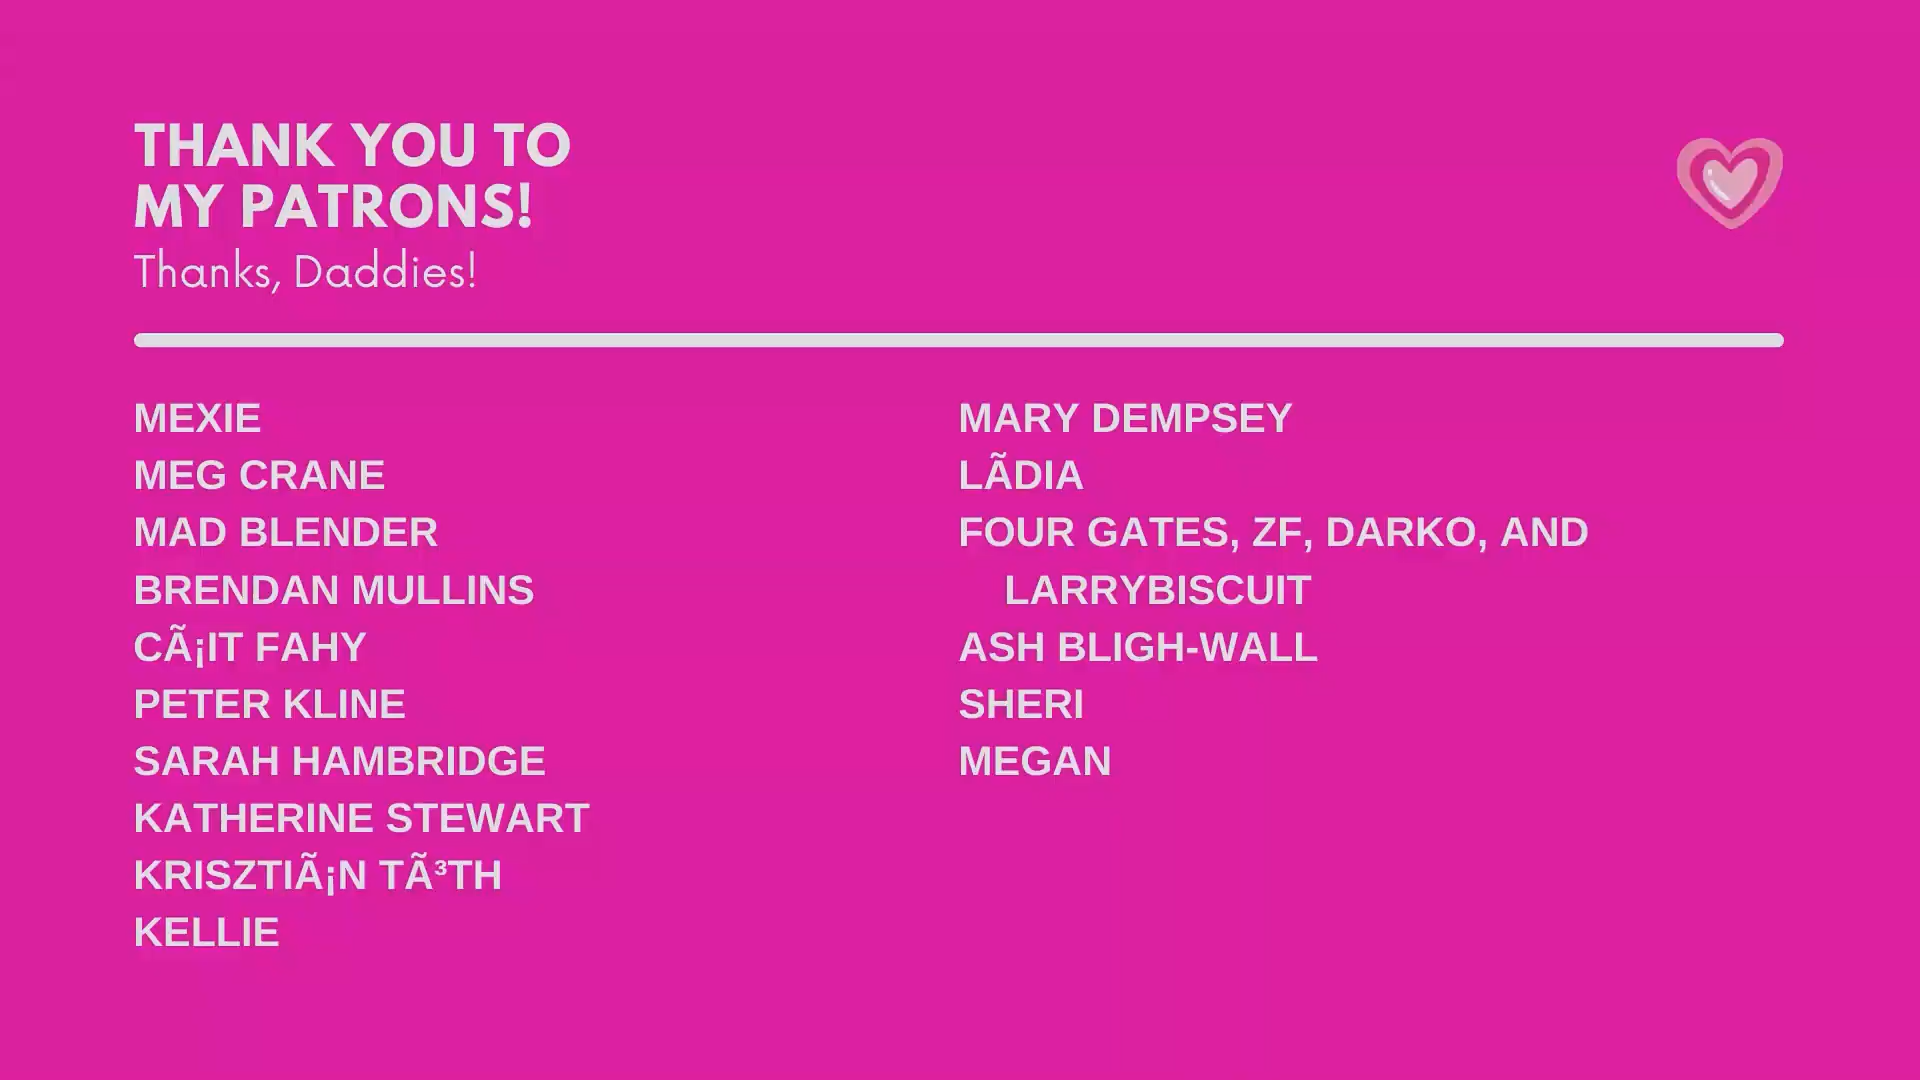 THANK YOU TO
MY PATRONS!
Thanks, Daddies!
MEXIE
MEG CRANE
MAD BLENDER
BRENDAN MULLINS
CÃ¡IT FAHY
PETER KLINE
SARAH HAMBRIDGE
KATHERINE STEWART
KRISZTIÃ¡N TÃ³TH
KELLIE
MARY DEMPSEY
LÃDIA
FOUR GATES, ZF, DARKO, AND
LARRYBISCUIT
ASH BLIGH-WALL
SHERI
MEGAN